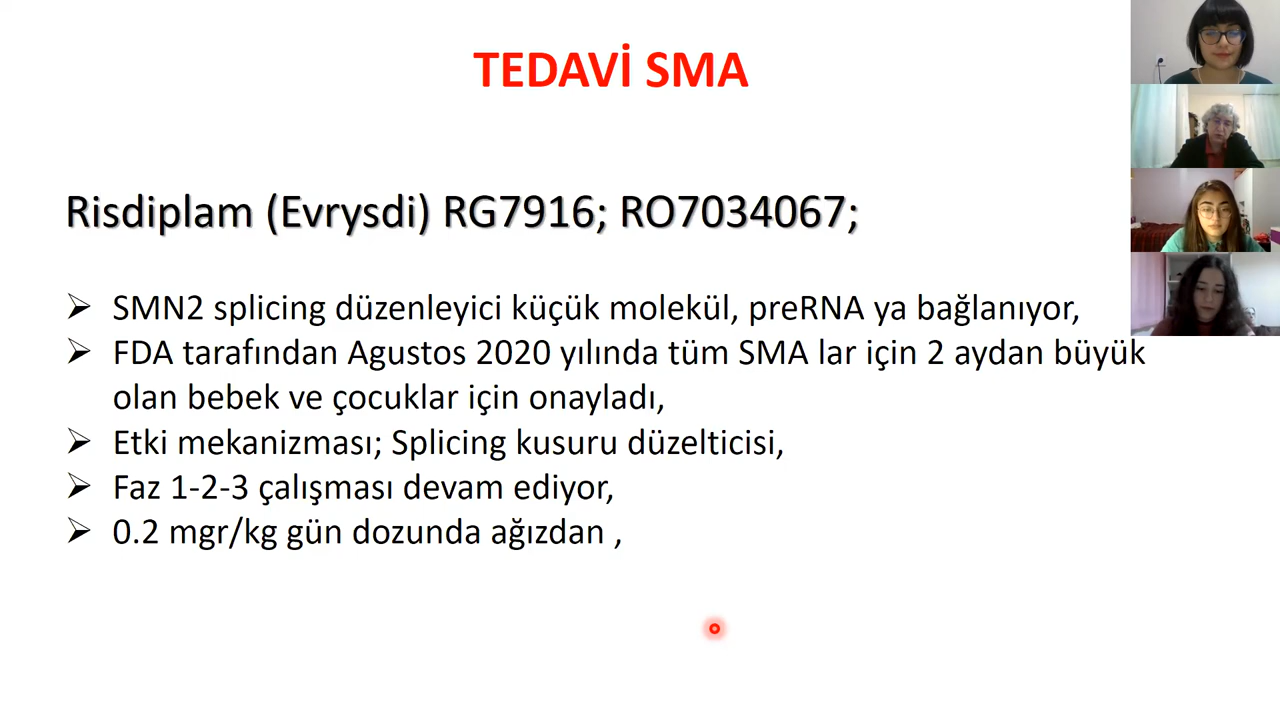 TEDAVİ SMA
Risdiplam (Evrysdi) RG7916; RO7034067;
SMN2 splicing düzenleyici küçük molekül, preRNA ya bağlanıyor,
FDA tarafından Agustos 2020 yılında tüm SMA lar için 2 aydan büyük
olan bebek ve çocuklar için onayladı,
Etki mekanizması; Splicing kusuru düzelticisi,
Faz 1-2-3 çalışması devam ediyor,
0.2 mgr/kg gün dozunda ağızdan ,